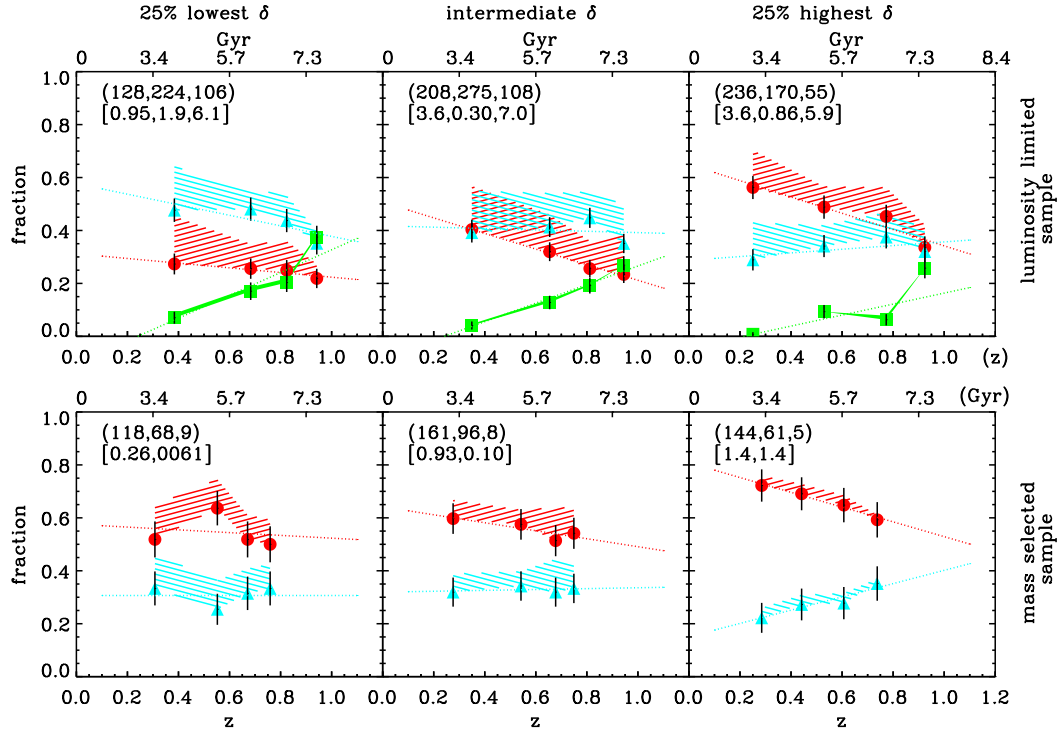 25% lowest δ intermediate δ 25% highest δ
Gyr Gyr Gyr
0 3.4 5.7 7.3 0 3.4 5.7 7.3 0 3.4 5.7 7.3 8.4
1.0
0.8
0.6
0.4
0.2
0.0
fraction
(128,224,106)
[0.95,1.9,6.1]
(208,275,108)
[3.6,0.30,7.0]
(236,170,55)
[3.6,0.86,5.9]
luminosity limited
sample
0.0 0.2 0.4 0.6 0.8 1.0 0.0 0.2 0.4 0.6 0.8 1.0 0.0 0.2 0.4 0.6 0.8 1.0 (z)
0 3.4 5.7 7.3 0 3.4 5.7 7.3 0 3.4 5.7 7.3 (Gyr)
1.0
0.8
0.6
0.4
0.2
0.0
fraction
(118,68,9)
[0.26,0061]
(161,96,8)
[0.93,0.10]
(144,61,5)
[1.4,1.4]
mass selected
sample
0.0 0.2 0.4 0.6 0.8 1.0 0.0 0.2 0.4 0.6 0.8 1.0 0.0 0.2 0.4 0.6 0.8 1.0 1.2
z z z